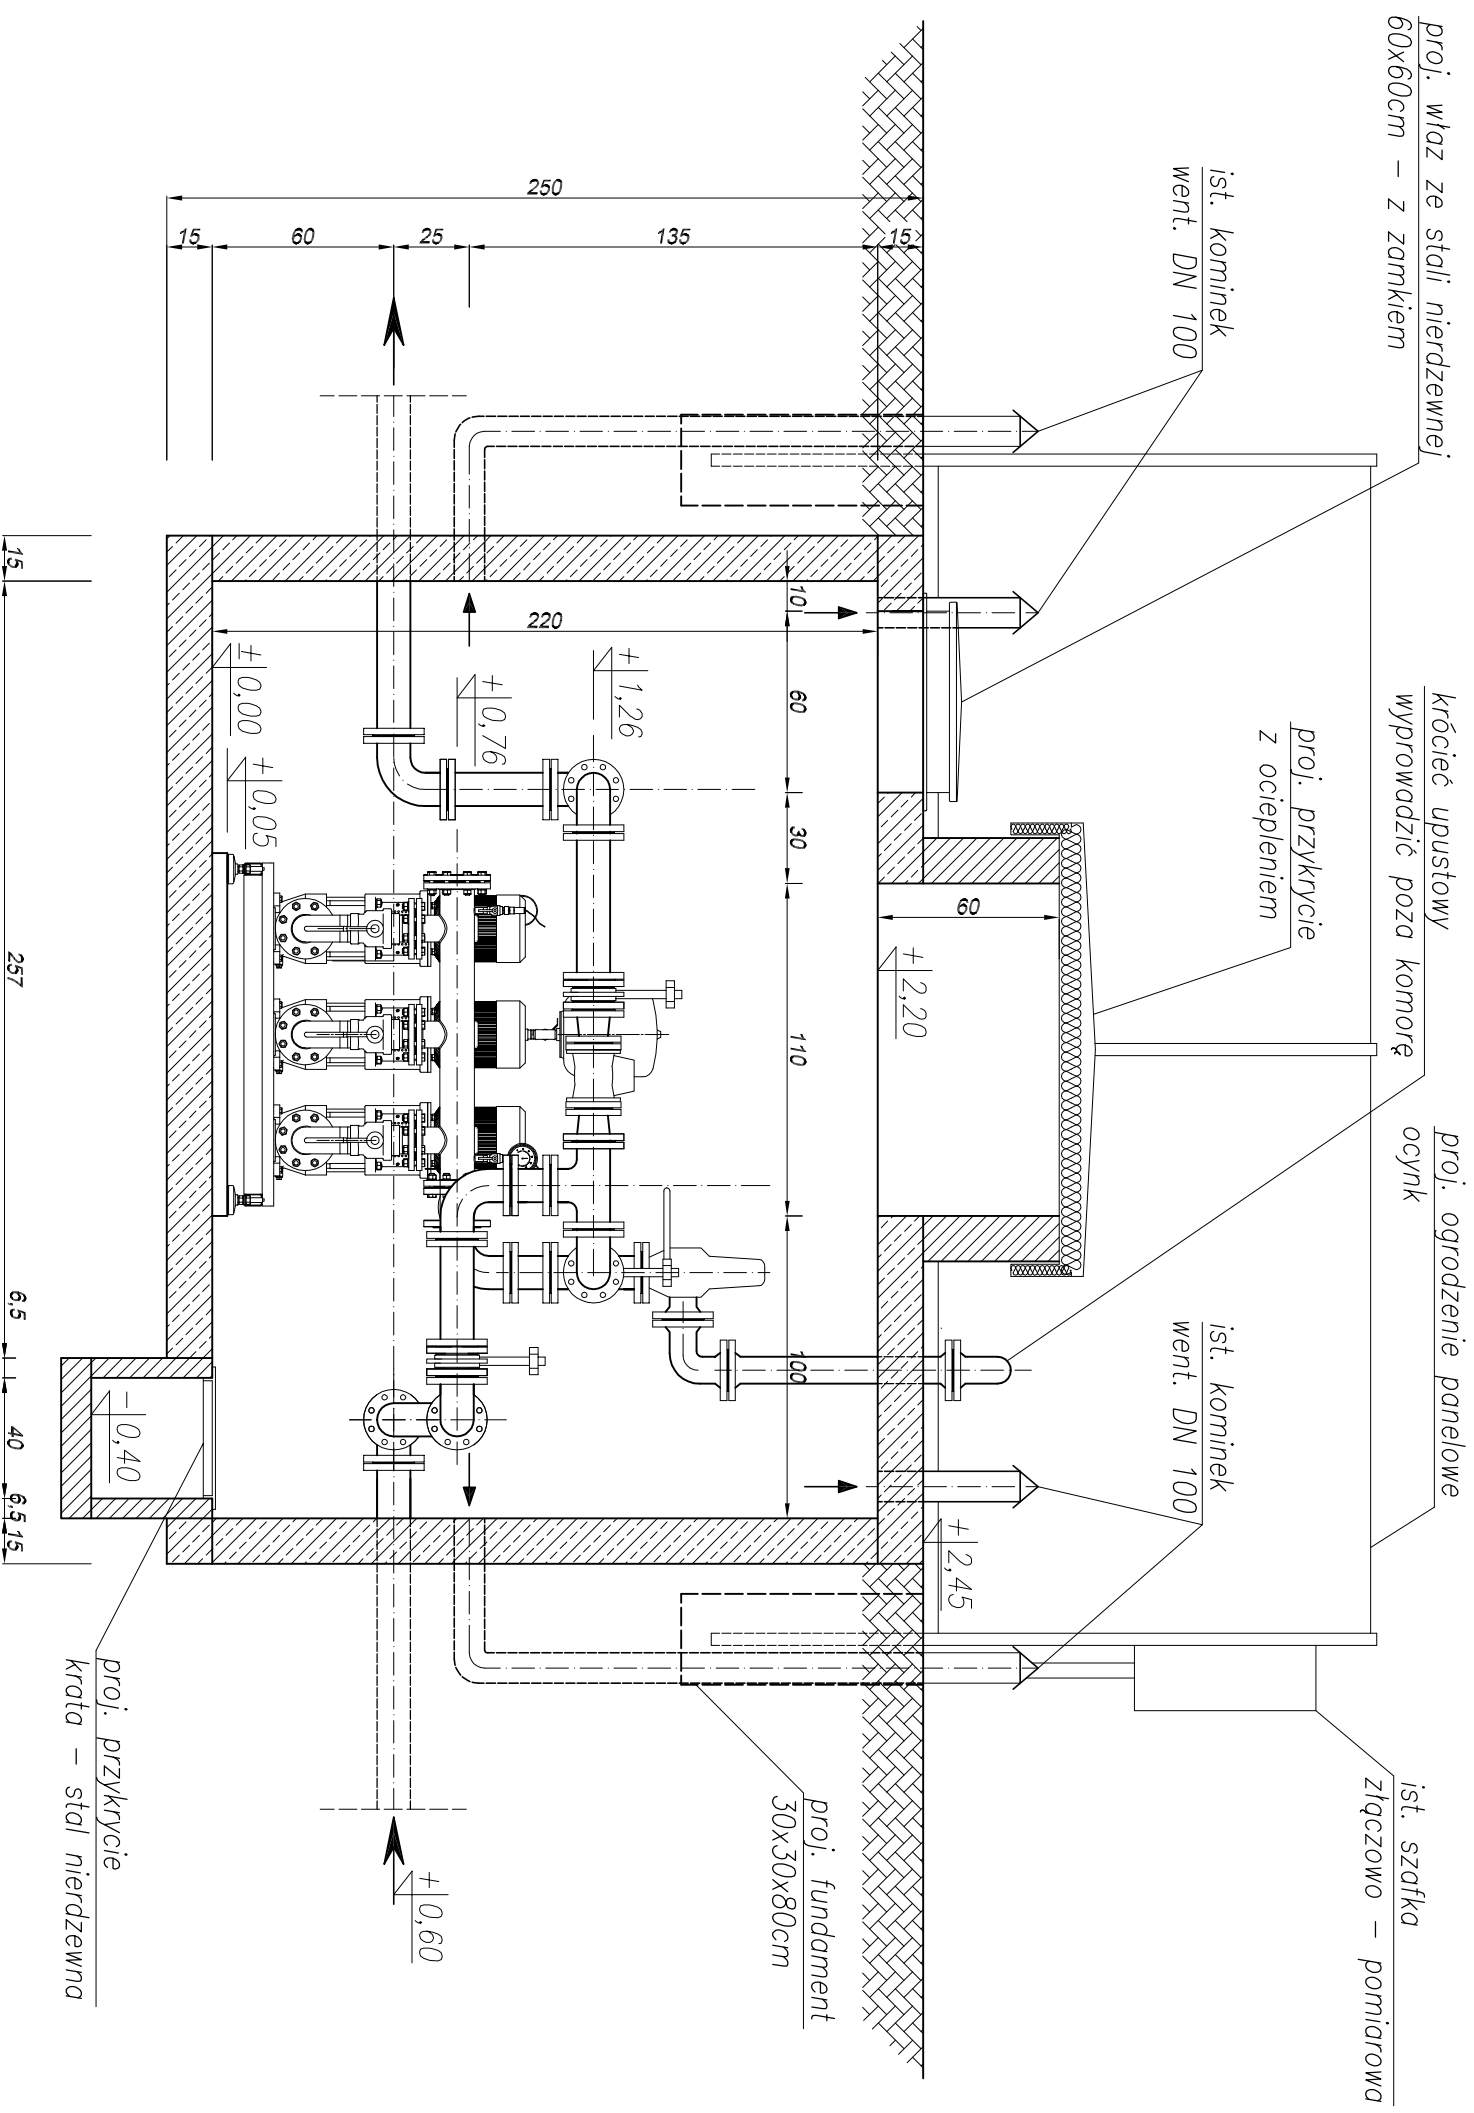 proj. właz ze stali nierdzewnej
60x60cm – z zamkiem
ist. kominek
went. DN 100
króciec upustowy
wyprowadzić poza komorę
proj. przykrycie
z ociepleniem
proj. ogrodzenie panelowe
ocynk
ist. kominek
went. DN 100
ist. szafka
złączowo – pomiarowa
proj. fundament
30x30x80cm
proj. przykrycie
krata – stal nierdzewna
250
15
60
25
135
15
10
60
30
110
100
220
60
+2,20
+2,45
+1,26
+0,76
±0,00
+0,05
-0,40
+0,60
15
257
6,5
40
6,5
15